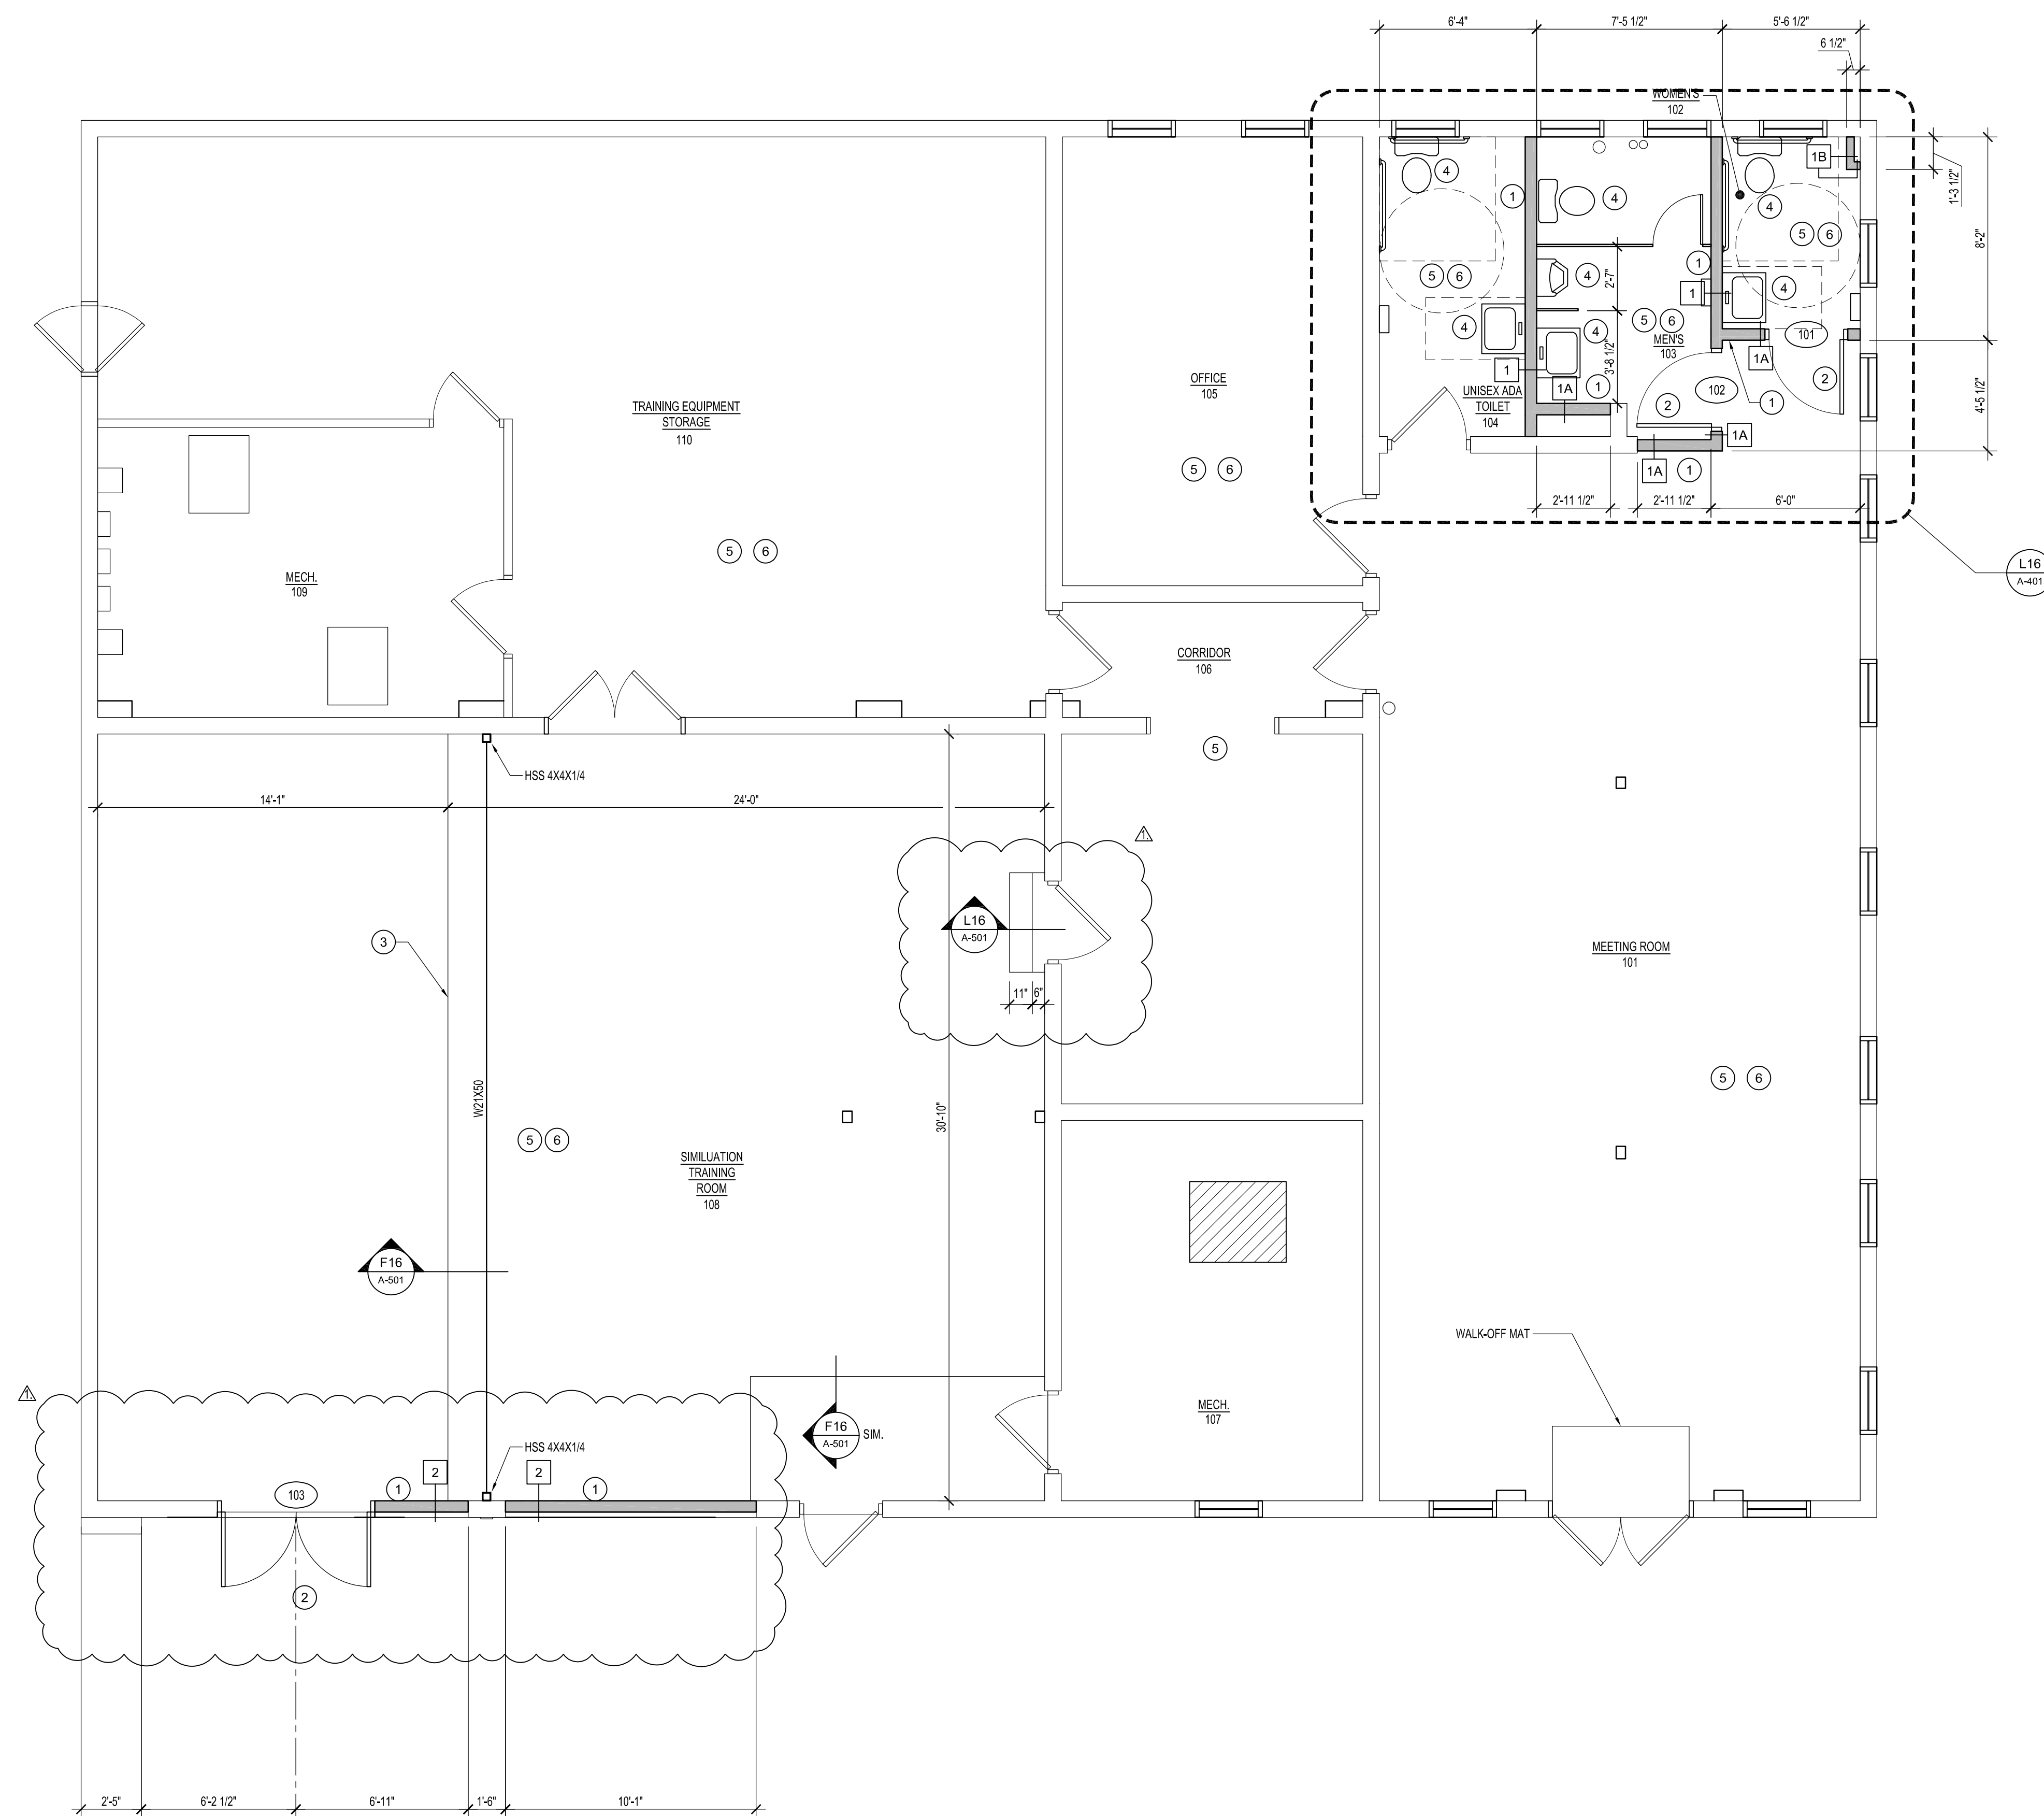 6'-4"
7'-5 1/2"
5'-6 1/2"
6 1/2"
WOMEN'S
102
1B
1'-3 1/2"
8'-2"
4
1
4
4
5 6
5 6
1
4
2'-7"
1
4
4
4
5 6
MEN'S
103
101
1A
3'-8 1/2"
1
1A
1
UNISEX ADA
TOILET
104
102
2
1
2
4'-5 1/2"
1A
1A
1
2'-11 1/2"
2'-11 1/2"
6'-0"
OFFICE
105
5 6
TRAINING EQUIPMENT
STORAGE
110
5 6
MECH.
109
L16
A-401
CORRIDOR
106
5
HSS 4X4X1/4
14'-1"
24'-0"
1.
L16
A-501
11"
6"
3
MEETING ROOM
101
5 6
W21X50
30'-10"
5 6
SIMILUATION
TRAINING
ROOM
108
F16
A-501
WALK-OFF MAT
MECH.
107
F16
A-501
SIM.
1.
HSS 4X4X1/4
2
2
103
1
1
2
2'-5"
6'-2 1/2"
6'-11"
1'-6"
10'-1"